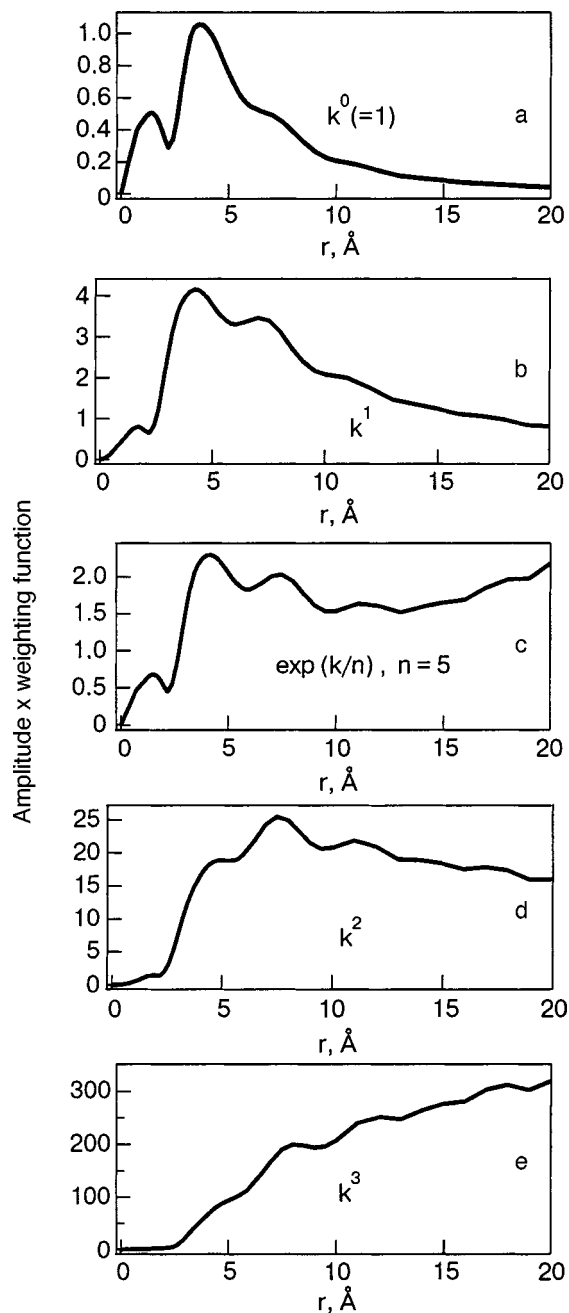 1.0
0.8
0.6
0.4
0.2
0
k⁰(=1)
a
0 5 10 15 20
r, Å
4
3
2
1
0
b
k¹
0 5 10 15 20
r, Å
Amplitude x weighting function
2.0
1.5
1.0
0.5
0
c
exp (k/n) , n = 5
0 5 10 15 20
r, Å
25
20
15
10
5
0
d
k²
0 5 10 15 20
r, Å
300
200
100
0
e
k³
0 5 10 15 20
r, Å